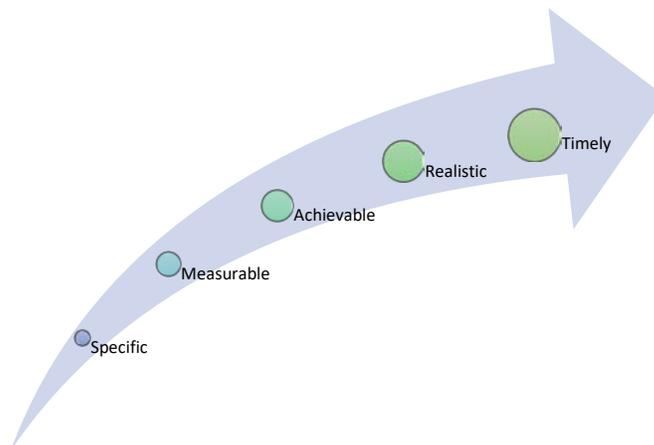 Timely
Realistic
Achievable
Measurable
Specific